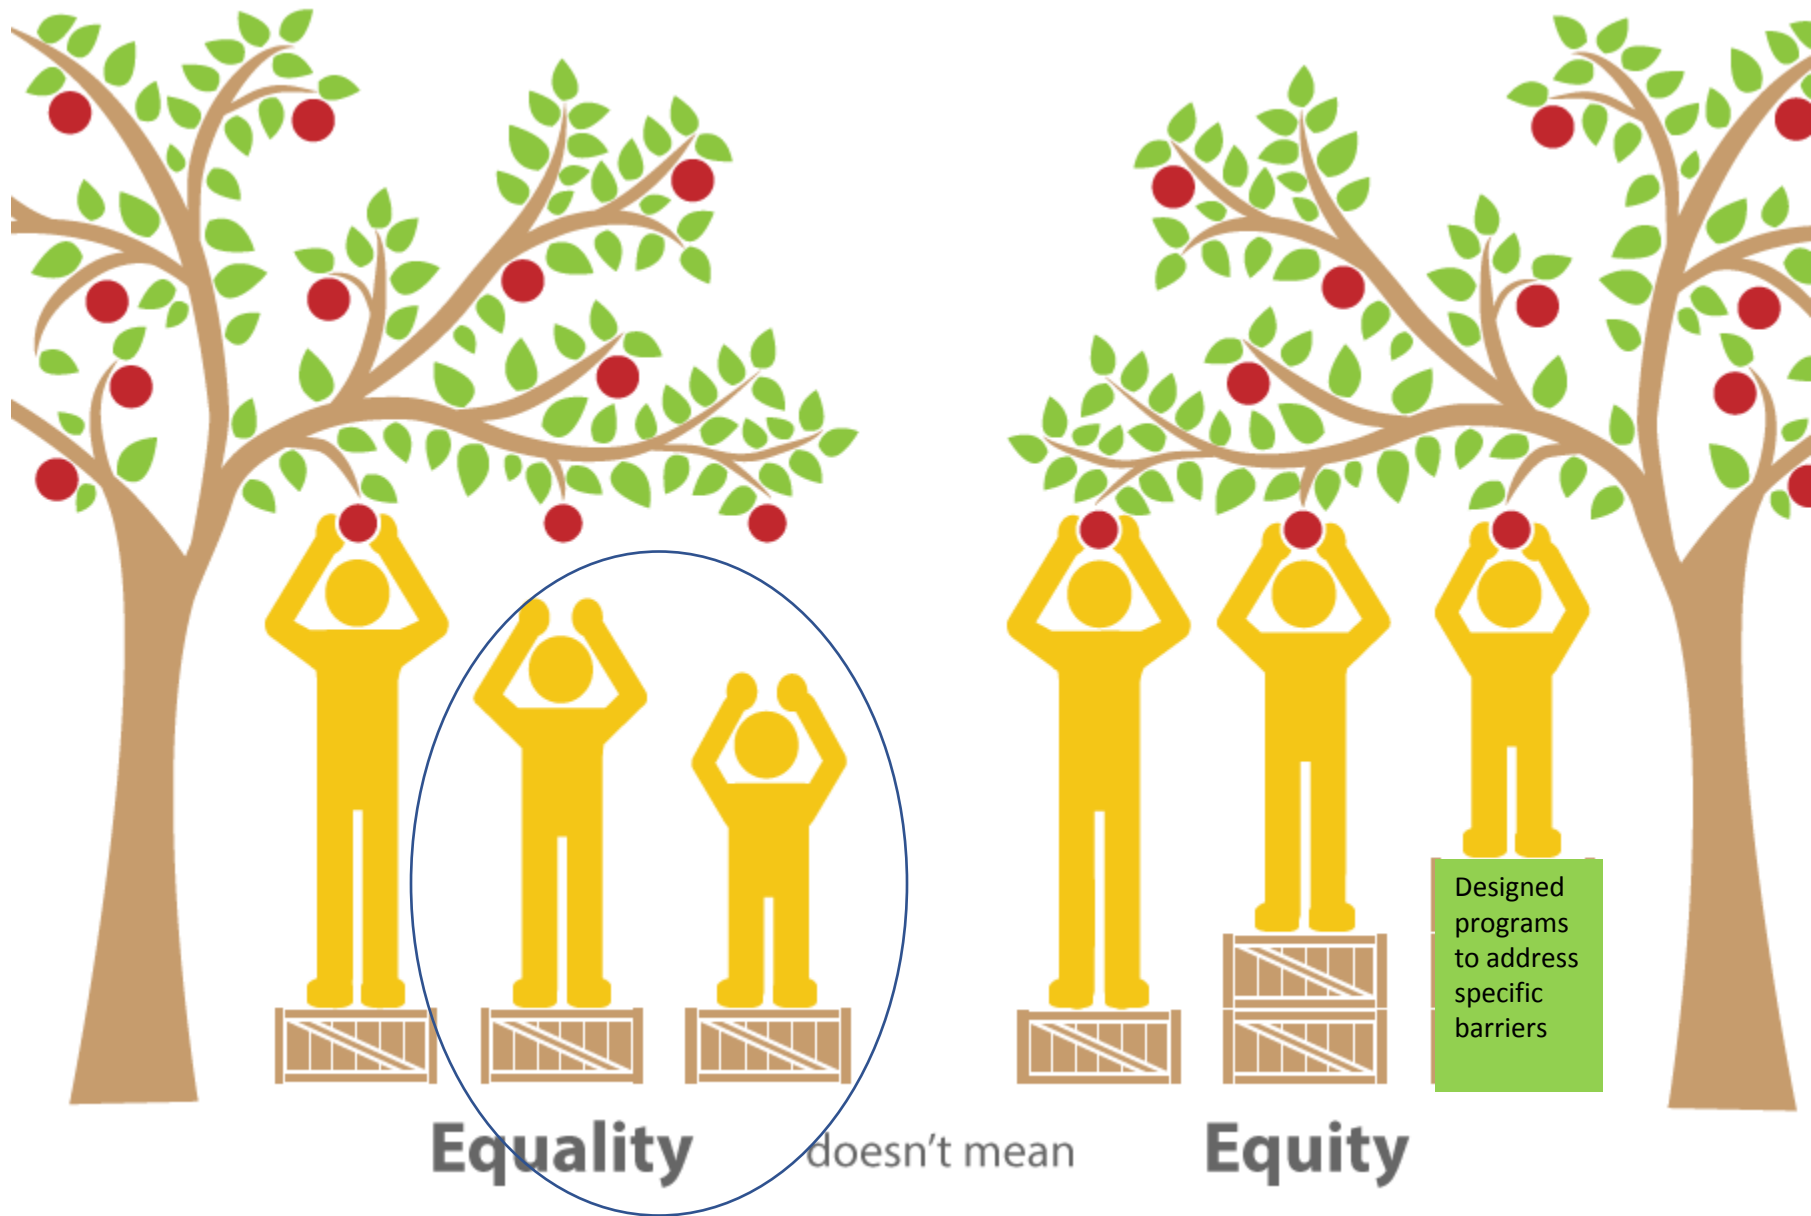 Designed
programs
to address
specific
barriers
Equality doesn't mean Equity